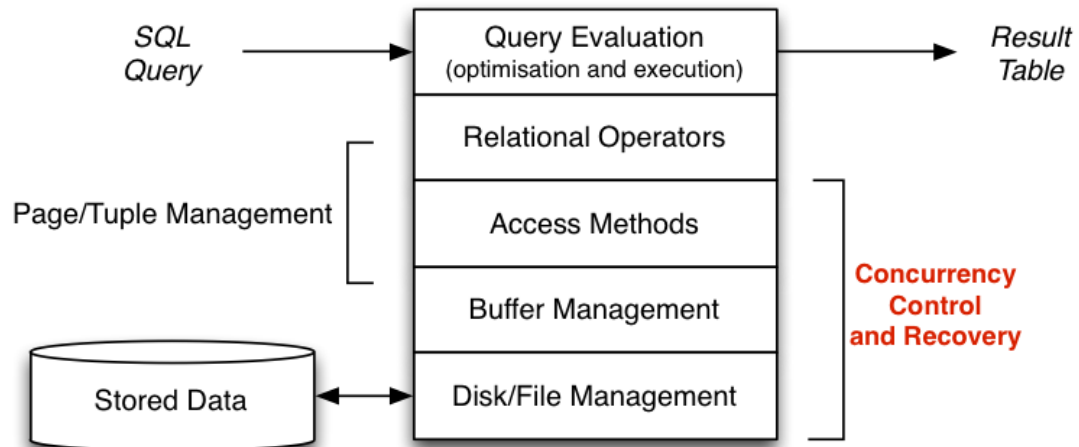 SQL
Query
Query Evaluation
(optimisation and execution)
Result
Table
Relational Operators
Page/Tuple Management
Access Methods
Buffer Management
Concurrency
Control
and Recovery
Stored Data
Disk/File Management